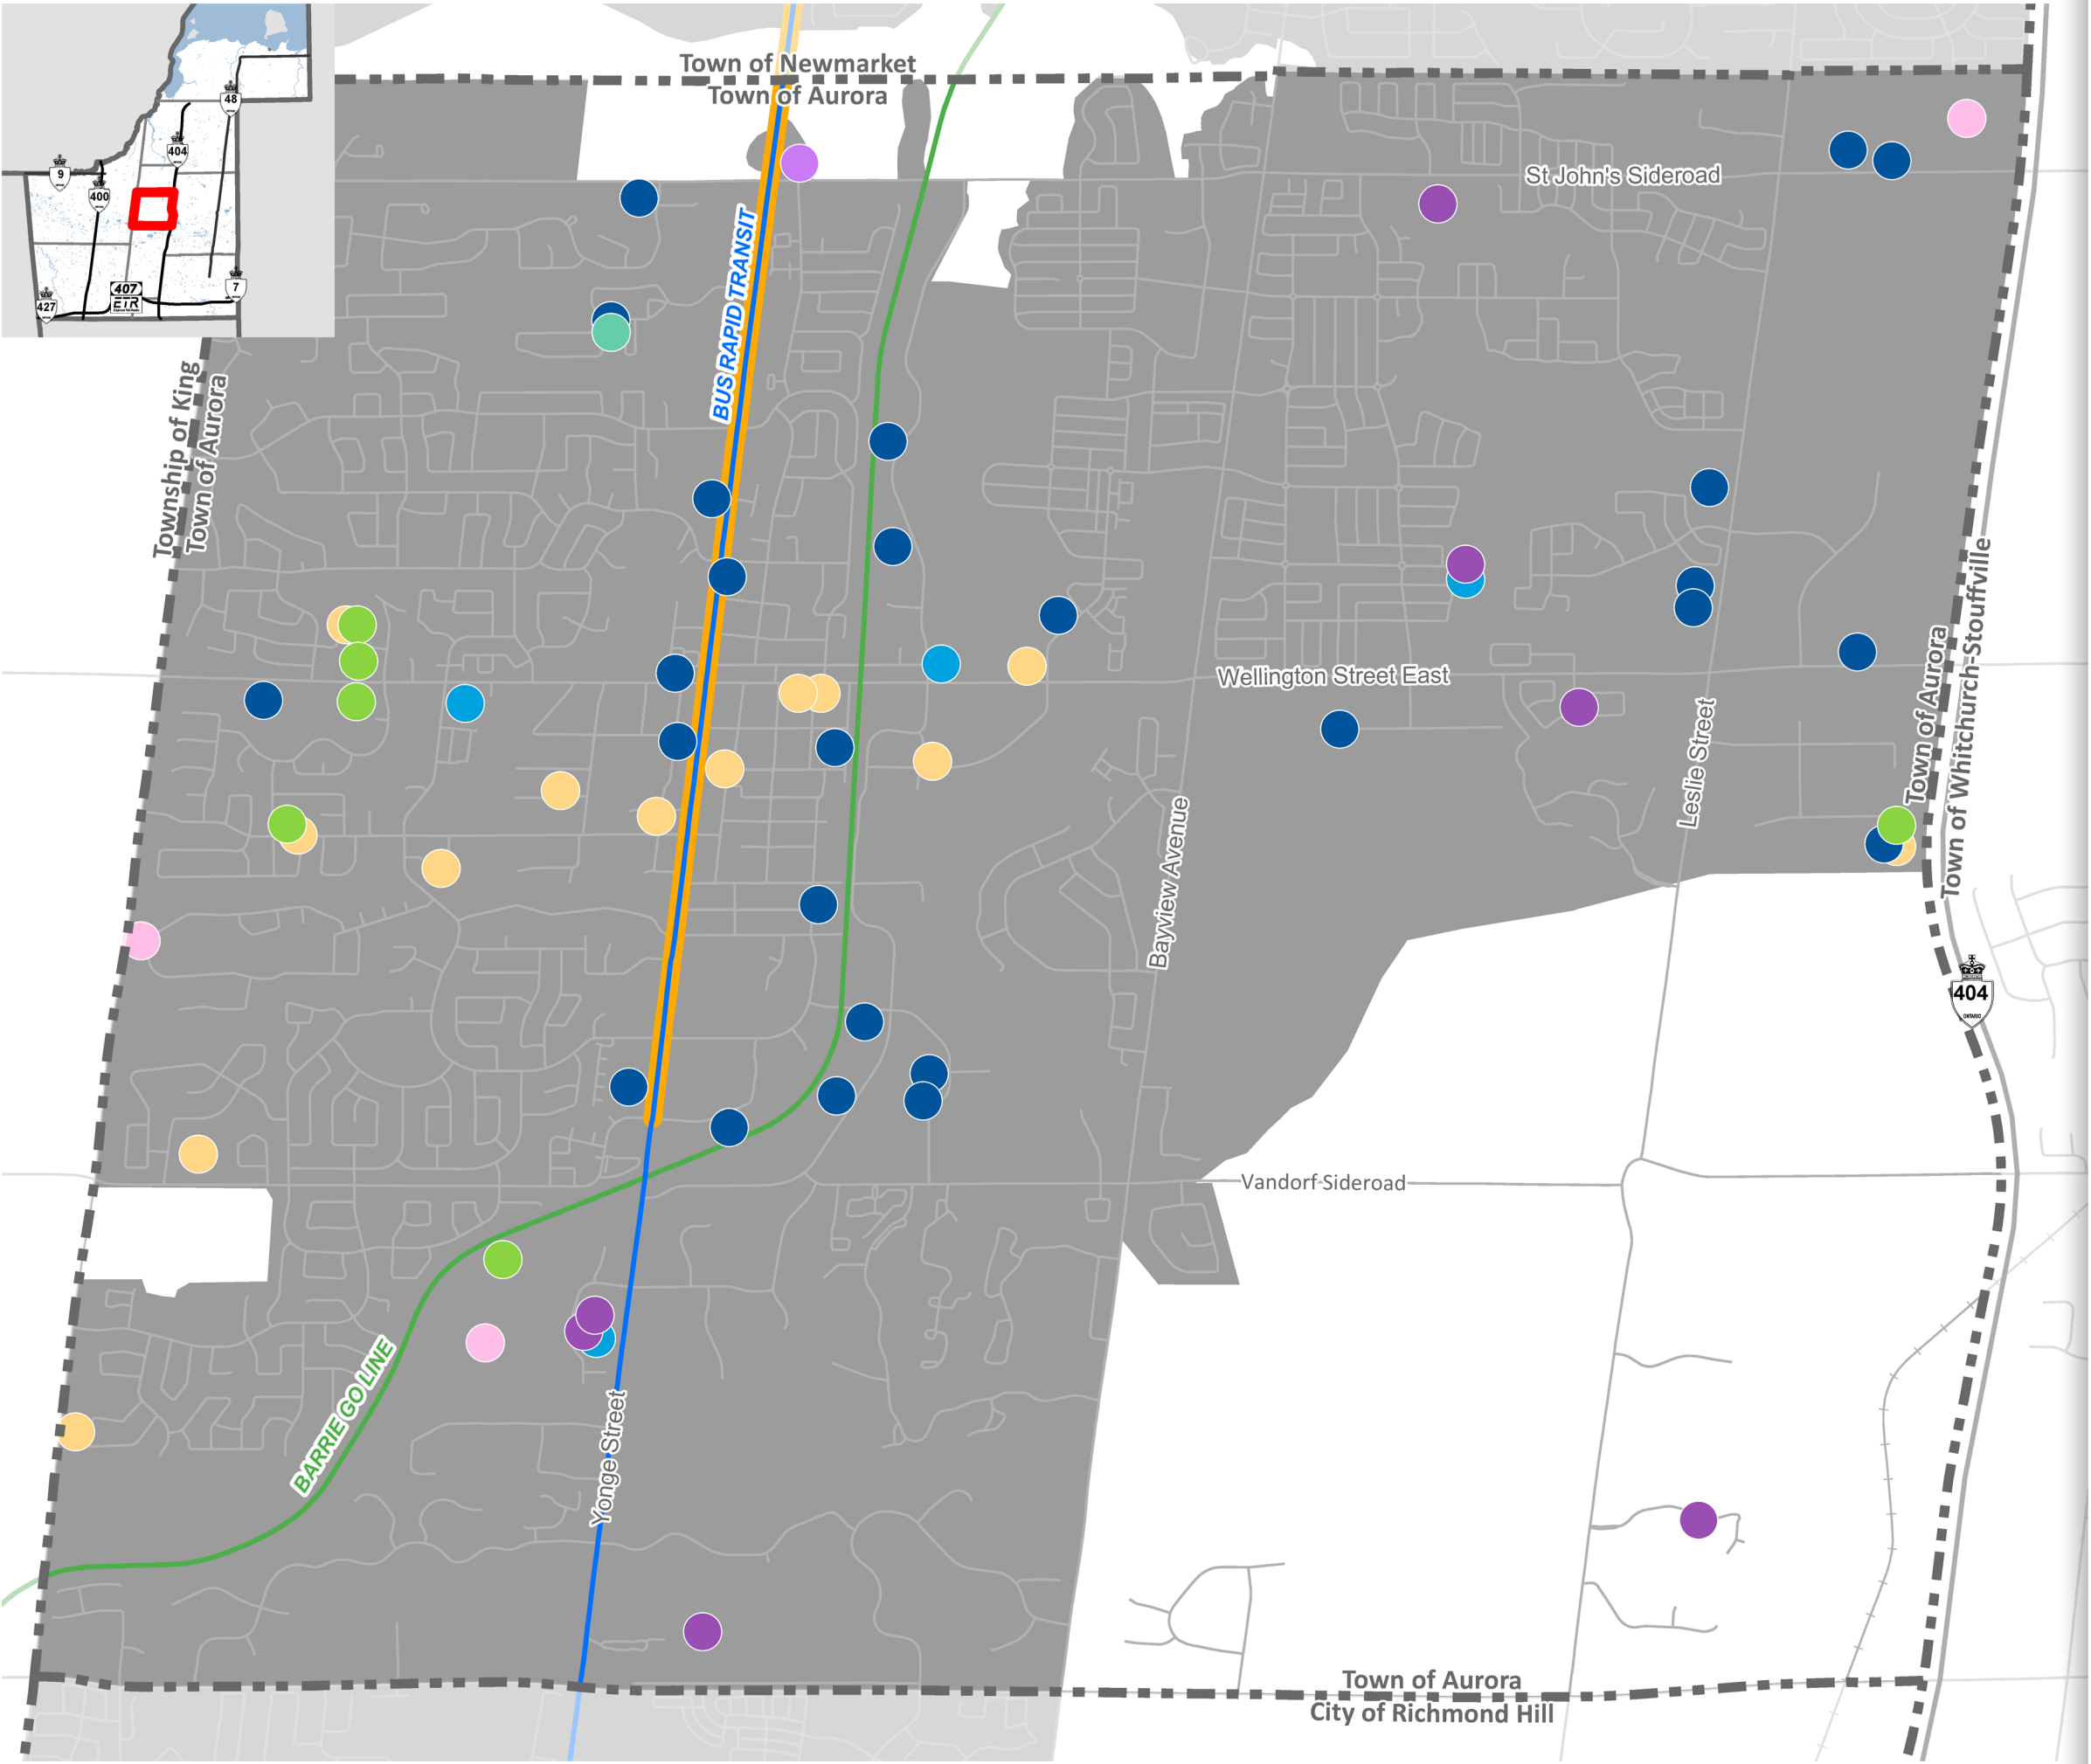 Town of Newmarket
Town of Aurora
48
404
9
400
407
ETR
7
427
St John's Sideroad
BUS RAPID TRANSIT
Township of King
Town of Aurora
Wellington Street East
Leslie Street
Town of Aurora
Town of Whitchurch-Stouffville
Bayview Avenue
404
ONTARIO
Vandorf Sideroad
BARRIE GO LINE
Yonge Street
Town of Aurora
City of Richmond Hill